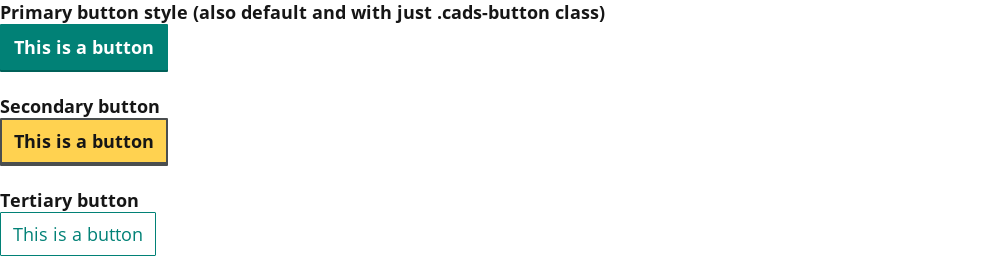 Primary button style (also default and with just .cads-button class)
This is a button
Secondary button
This is a button
Tertiary button
This is a button